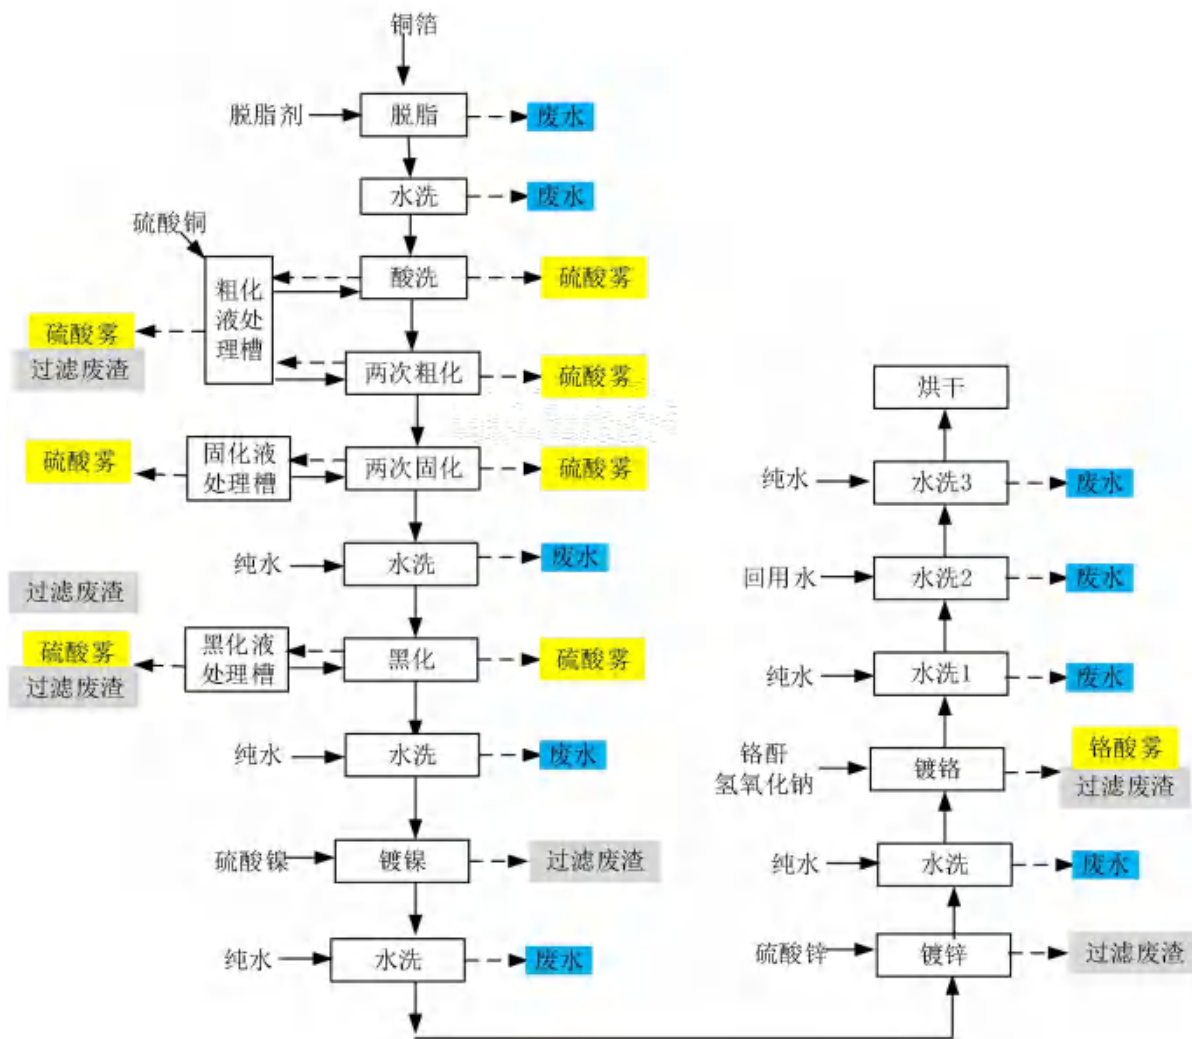 铜箔
脱脂剂
脱脂
废水
水洗
废水
硫酸铜
粗化
液处
理槽
酸洗
硫酸雾
硫酸雾
过滤废渣
两次粗化
硫酸雾
硫酸雾
固化液
处理槽
两次固化
硫酸雾
纯水
水洗
废水
过滤废渣
硫酸雾
过滤废渣
黑化液
处理槽
黑化
硫酸雾
纯水
水洗
废水
硫酸镍
镀镍
过滤废渣
纯水
水洗
废水
烘干
纯水
水洗3
废水
回用水
水洗2
废水
纯水
水洗1
废水
铬酐
氢氧化钠
镀铬
铬酸雾
过滤废渣
纯水
水洗
废水
硫酸锌
镀锌
过滤废渣